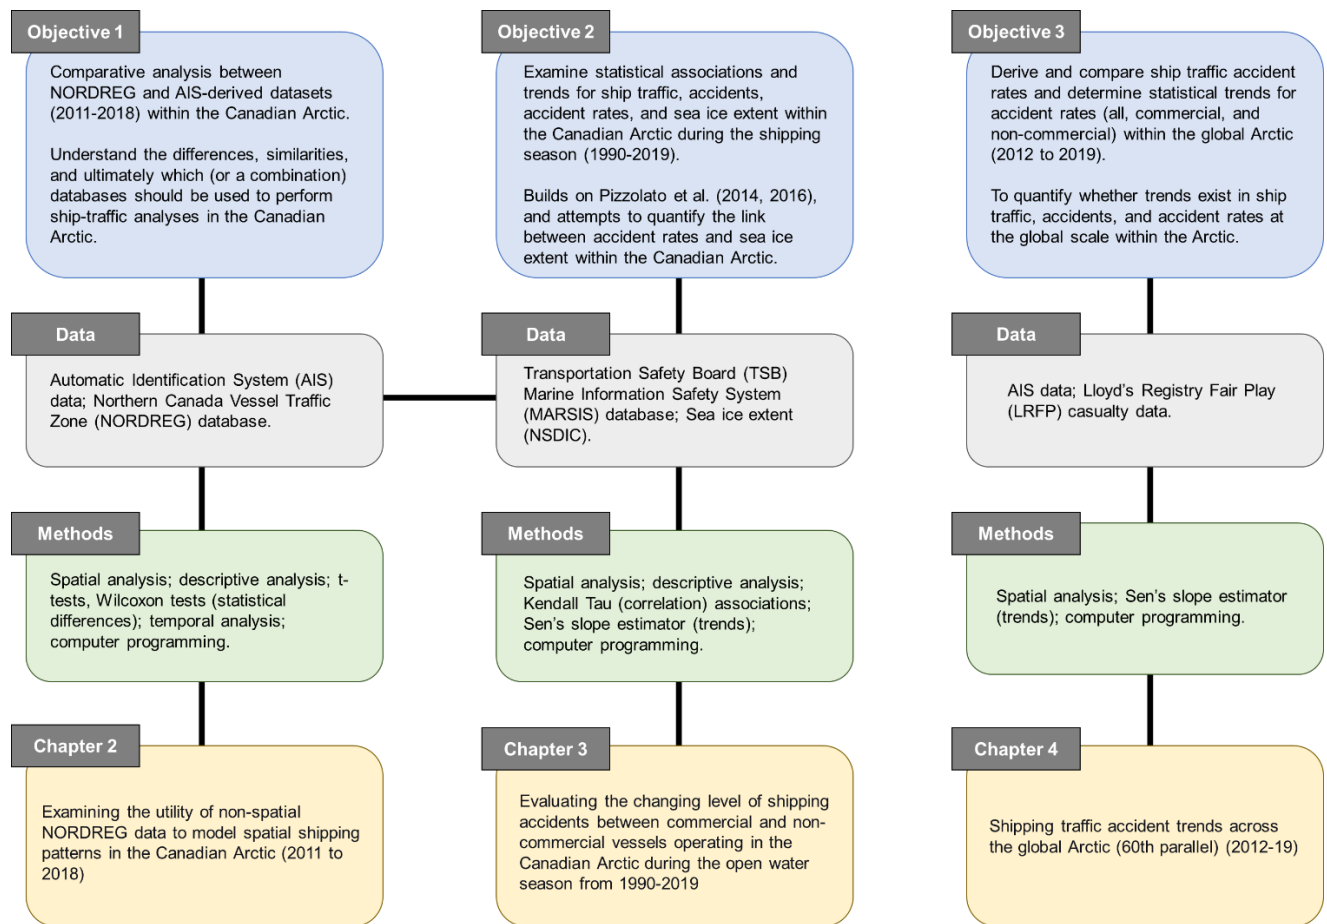 Objective 1
Comparative analysis between
NORDREG and AIS-derived datasets
(2011-2018) within the Canadian Arctic.
Understand the differences, similarities,
and ultimately which (or a combination)
databases should be used to perform
ship-traffic analyses in the Canadian
Arctic.
Data
Automatic Identification System (AIS)
data; Northern Canada Vessel Traffic
Zone (NORDREG) database.
Methods
Spatial analysis; descriptive analysis; t-
tests, Wilcoxon tests (statistical
differences); temporal analysis;
computer programming.
Chapter 2
Examining the utility of non-spatial
NORDREG data to model spatial shipping
patterns in the Canadian Arctic (2011 to
2018)
Objective 2
Examine statistical associations and
trends for ship traffic, accidents,
accident rates, and sea ice extent within
the Canadian Arctic during the shipping
season (1990-2019).
Builds on Pizzolato et al. (2014, 2016),
and attempts to quantify the link
between accident rates and sea ice
extent within the Canadian Arctic.
Data
Transportation Safety Board (TSB)
Marine Information Safety System
(MARSIS) database; Sea ice extent
(NSDIC).
Methods
Spatial analysis; descriptive analysis;
Kendall Tau (correlation) associations;
Sen's slope estimator (trends);
computer programming.
Chapter 3
Evaluating the changing level of shipping
accidents between commercial and non-
commercial vessels operating in the
Canadian Arctic during the open water
season from 1990-2019
Objective 3
Derive and compare ship traffic accident
rates and determine statistical trends for
accident rates (all, commercial, and
non-commercial) within the global Arctic
(2012 to 2019).
To quantify whether trends exist in ship
traffic, accidents, and accident rates at
the global scale within the Arctic.
Data
AIS data; Lloyd's Registry Fair Play
(LRFP) casualty data.
Methods
Spatial analysis; Sen's slope estimator
(trends); computer programming.
Chapter 4
Shipping traffic accident trends across
the global Arctic (60th parallel) (2012-19)